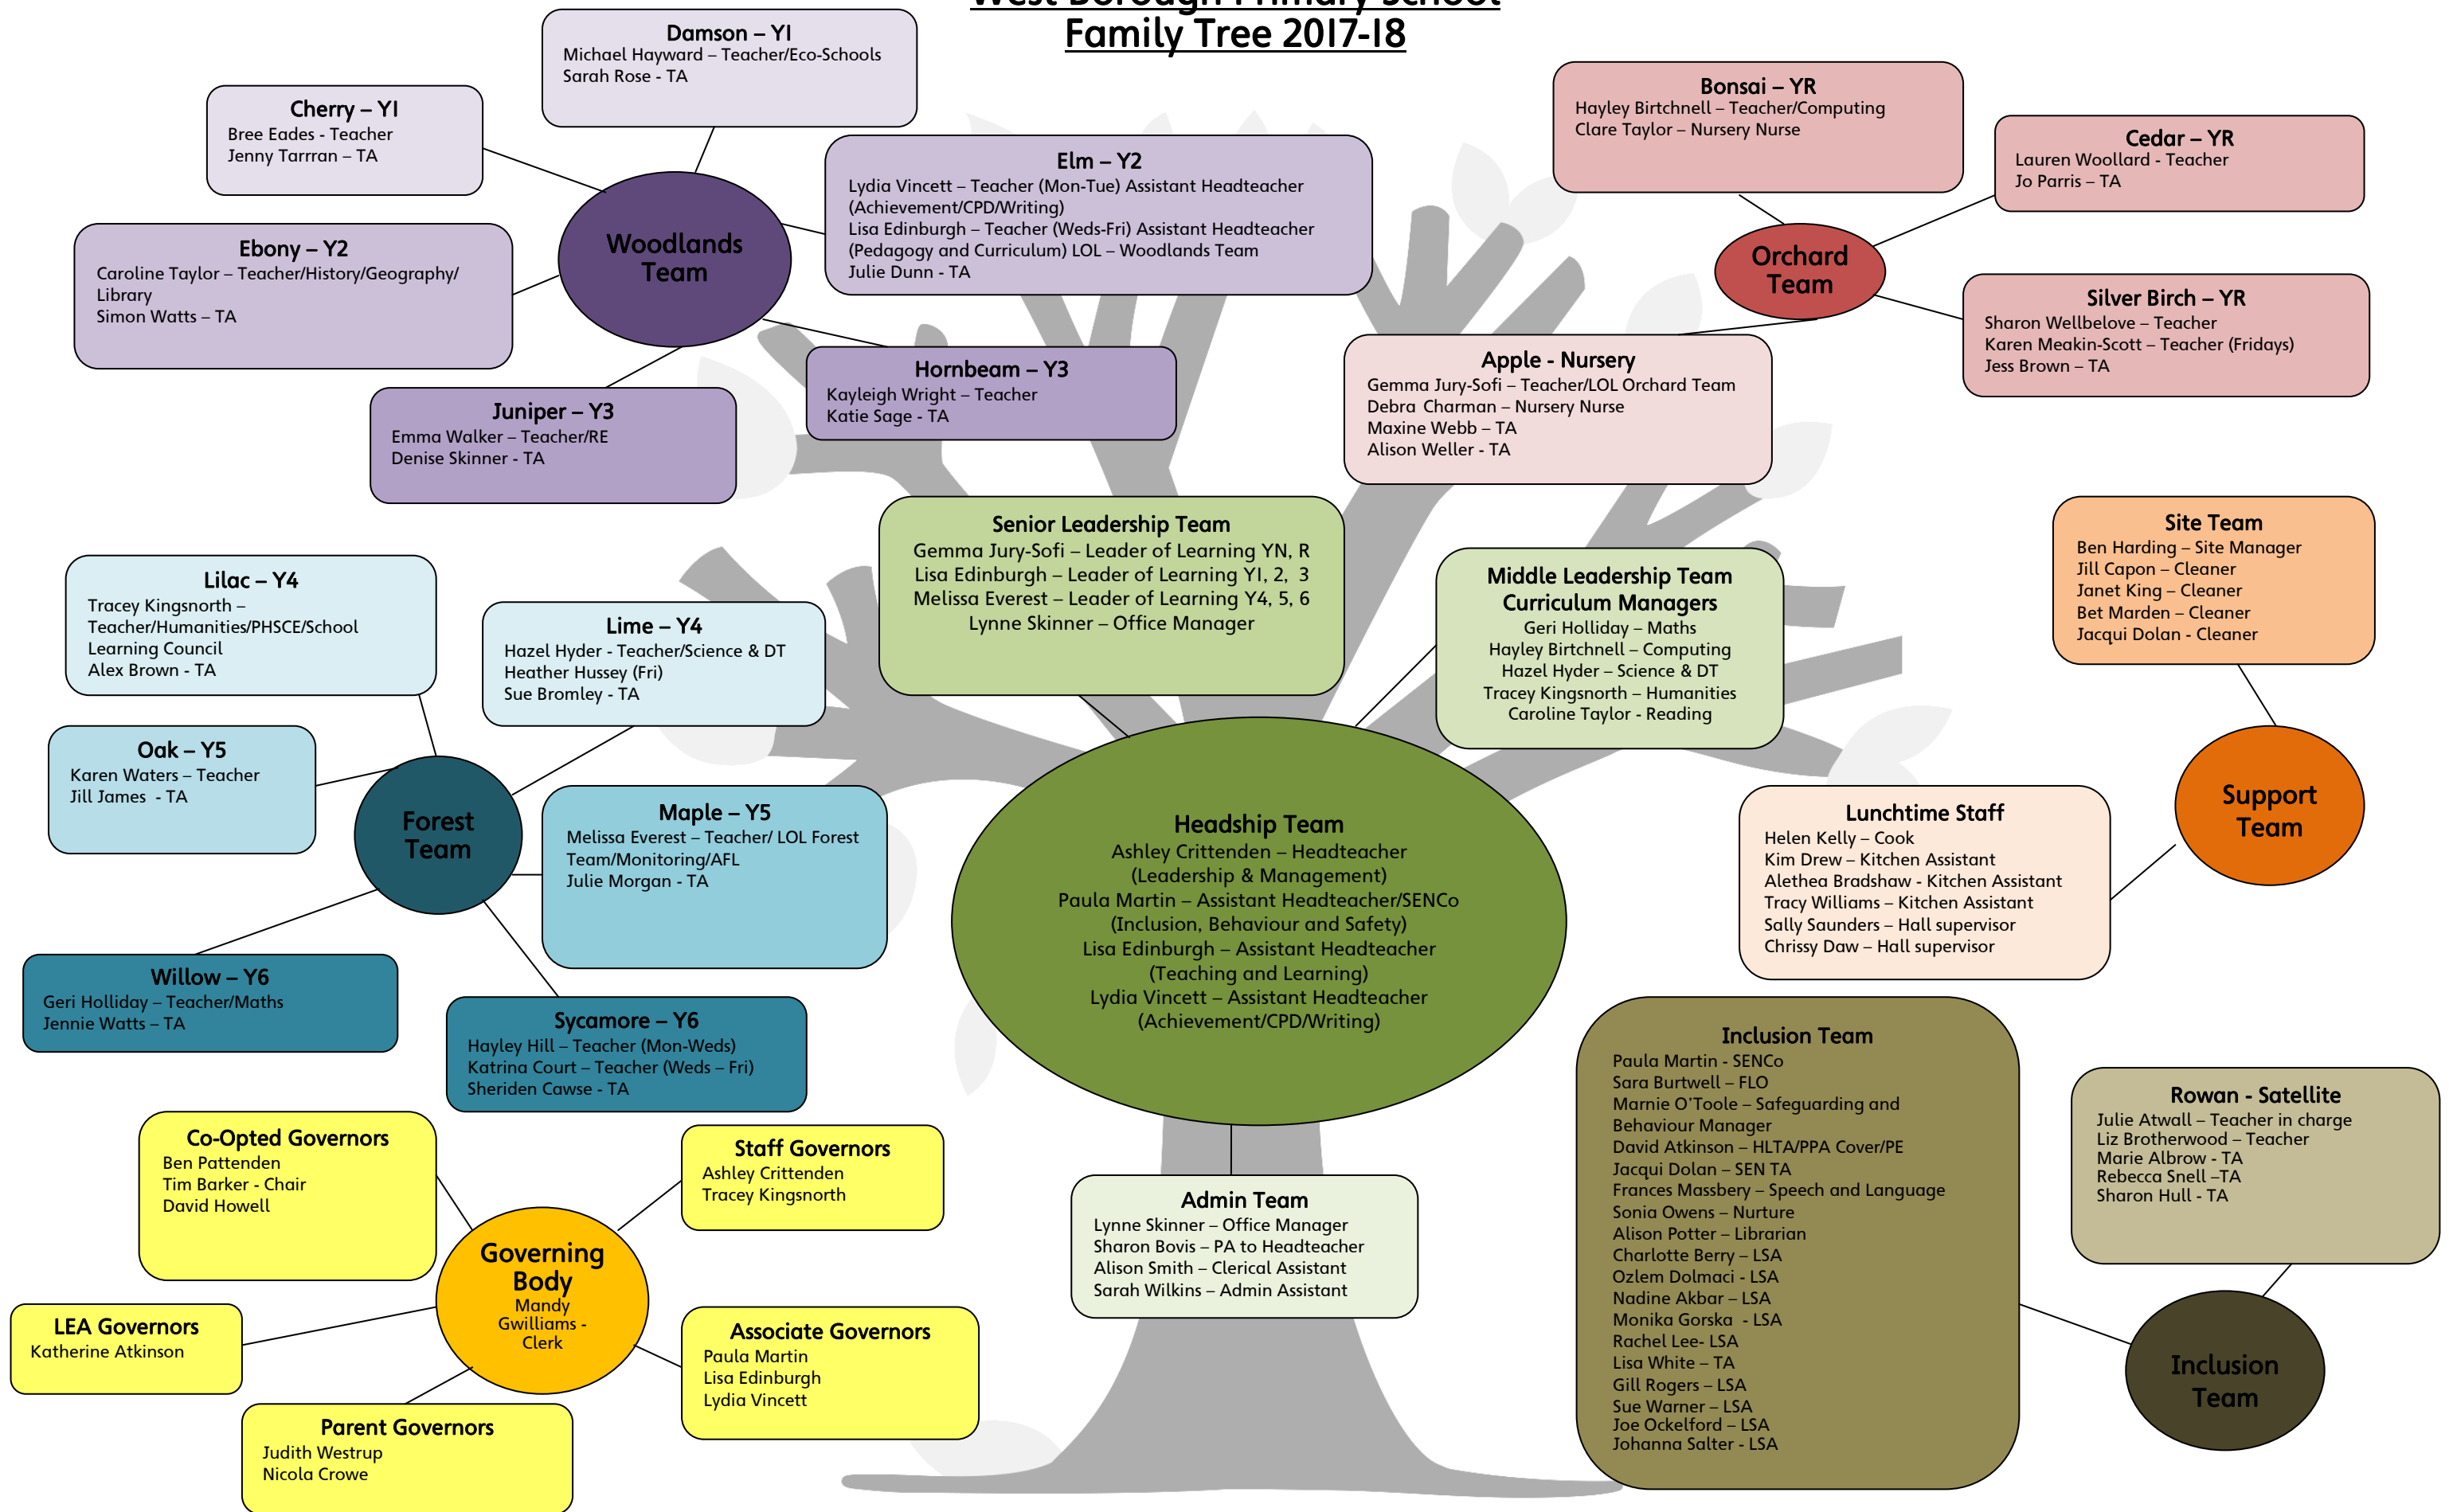 West Borough Primary School
Family Tree 2017-18
Damson – Y1
Michael Hayward – Teacher/Eco-Schools
Sarah Rose - TA
Cherry – Y1
Bree Eades - Teacher
Jenny Tarrran – TA
Elm – Y2
Lydia Vincett – Teacher (Mon-Tue) Assistant Headteacher
(Achievement/CPD/Writing)
Lisa Edinburgh – Teacher (Weds-Fri) Assistant Headteacher
(Pedagogy and Curriculum) LOL – Woodlands Team
Julie Dunn - TA
Woodlands
Team
Ebony – Y2
Caroline Taylor – Teacher/History/Geography/
Library
Simon Watts – TA
Hornbeam – Y3
Kayleigh Wright – Teacher
Katie Sage - TA
Juniper – Y3
Emma Walker – Teacher/RE
Denise Skinner - TA
Bonsai – YR
Hayley Birtchnell – Teacher/Computing
Clare Taylor – Nursery Nurse
Cedar – YR
Lauren Woollard - Teacher
Jo Parris – TA
Orchard
Team
Silver Birch – YR
Sharon Wellbelove – Teacher
Karen Meakin-Scott – Teacher (Fridays)
Jess Brown – TA
Apple - Nursery
Gemma Jury-Sofi – Teacher/LOL Orchard Team
Debra Charman – Nursery Nurse
Maxine Webb – TA
Alison Weller - TA
Senior Leadership Team
Gemma Jury-Sofi – Leader of Learning YN, R
Lisa Edinburgh – Leader of Learning Y1, 2, 3
Melissa Everest – Leader of Learning Y4, 5, 6
Lynne Skinner – Office Manager
Middle Leadership Team
Curriculum Managers
Geri Holliday – Maths
Hayley Birtchnell – Computing
Hazel Hyder – Science & DT
Tracey Kingsnorth – Humanities
Caroline Taylor - Reading
Site Team
Ben Harding – Site Manager
Jill Capon – Cleaner
Janet King – Cleaner
Bet Marden – Cleaner
Jacqui Dolan - Cleaner
Lilac – Y4
Tracey Kingsnorth –
Teacher/Humanities/PHSCE/School
Learning Council
Alex Brown - TA
Lime – Y4
Hazel Hyder - Teacher/Science & DT
Heather Hussey (Fri)
Sue Bromley - TA
Oak – Y5
Karen Waters – Teacher
Jill James - TA
Forest
Team
Maple – Y5
Melissa Everest – Teacher/ LOL Forest
Team/Monitoring/AFL
Julie Morgan - TA
Willow – Y6
Geri Holliday – Teacher/Maths
Jennie Watts – TA
Sycamore – Y6
Hayley Hill – Teacher (Mon-Weds)
Katrina Court – Teacher (Weds – Fri)
Sheriden Cawse - TA
Headship Team
Ashley Crittenden – Headteacher
(Leadership & Management)
Paula Martin – Assistant Headteacher/SENCo
(Inclusion, Behaviour and Safety)
Lisa Edinburgh – Assistant Headteacher
(Teaching and Learning)
Lydia Vincett – Assistant Headteacher
(Achievement/CPD/Writing)
Support
Team
Lunchtime Staff
Helen Kelly – Cook
Kim Drew – Kitchen Assistant
Alethea Bradshaw - Kitchen Assistant
Tracy Williams – Kitchen Assistant
Sally Saunders – Hall supervisor
Chrissy Daw – Hall supervisor
Inclusion Team
Paula Martin - SENCo
Sara Burtwell – FLO
Marnie O'Toole – Safeguarding and
Behaviour Manager
David Atkinson – HLTA/PPA Cover/PE
Jacqui Dolan – SEN TA
Frances Massbery – Speech and Language
Sonia Owens – Nurture
Alison Potter – Librarian
Charlotte Berry – LSA
Ozlem Dolmaci - LSA
Nadine Akbar – LSA
Monika Gorska - LSA
Rachel Lee- LSA
Lisa White – TA
Gill Rogers – LSA
Sue Warner – LSA
Joe Ockelford – LSA
Johanna Salter - LSA
Rowan - Satellite
Julie Atwall – Teacher in charge
Liz Brotherwood – Teacher
Marie Albrow - TA
Rebecca Snell –TA
Sharon Hull - TA
Inclusion
Team
Co-Opted Governors
Ben Pattenden
Tim Barker - Chair
David Howell
Staff Governors
Ashley Crittenden
Tracey Kingsnorth
Governing
Body
Mandy
Gwilliams -
Clerk
LEA Governors
Katherine Atkinson
Associate Governors
Paula Martin
Lisa Edinburgh
Lydia Vincett
Parent Governors
Judith Westrup
Nicola Crowe
Admin Team
Lynne Skinner – Office Manager
Sharon Bovis – PA to Headteacher
Alison Smith – Clerical Assistant
Sarah Wilkins – Admin Assistant